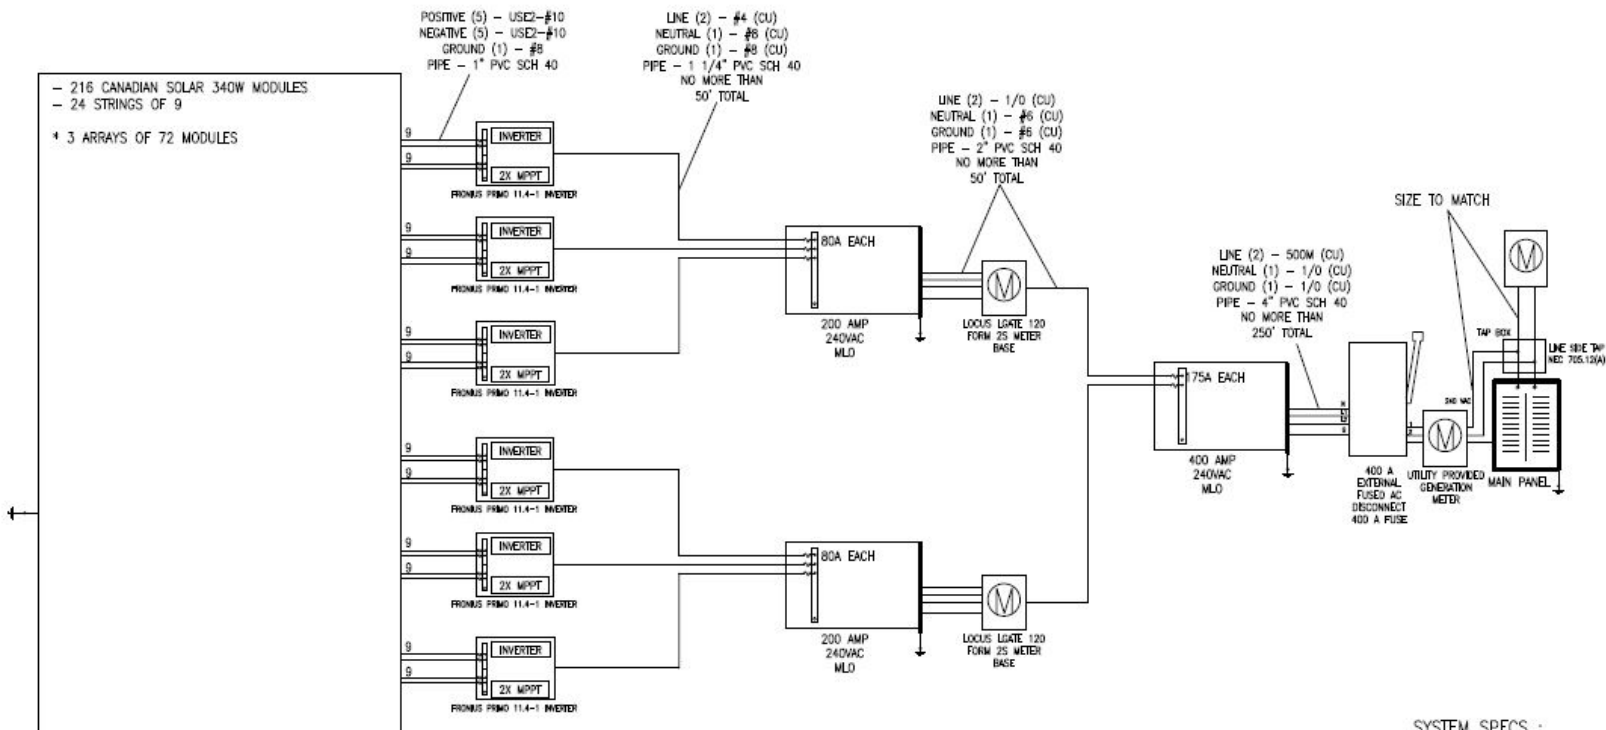 POSITIVE (5) - USE2-#10
NEGATIVE (5) - USE2-#10
GROUND (1) - #8
PIPE - 1" PVC SCH 40
LINE (2) - #4 (CU)
NEUTRAL (1) - #8 (CU)
GROUND (1) - #8 (CU)
PIPE - 1 1/4" PVC SCH 40
NO MORE THAN
50' TOTAL
- 216 CANADIAN SOLAR 340W MODULES
- 24 STRINGS OF 9
* 3 ARRAYS OF 72 MODULES
LINE (2) - 1/0 (CU)
NEUTRAL (1) - #6 (CU)
GROUND (1) - #6 (CU)
PIPE - 2" PVC SCH 40
NO MORE THAN
50' TOTAL
9
9
INVERTER
2X MPPT
FRONIUS PRIMO 11.4-1 INVERTER
9
9
INVERTER
2X MPPT
FRONIUS PRIMO 11.4-1 INVERTER
9
9
INVERTER
2X MPPT
FRONIUS PRIMO 11.4-1 INVERTER
9
9
INVERTER
2X MPPT
FRONIUS PRIMO 11.4-1 INVERTER
9
9
INVERTER
2X MPPT
FRONIUS PRIMO 11.4-1 INVERTER
9
9
INVERTER
2X MPPT
FRONIUS PRIMO 11.4-1 INVERTER
80A EACH
200 AMP
240VAC
MLO
M
LOCUS LGATE 120
FORM 2S METER
BASE
80A EACH
200 AMP
240VAC
MLO
M
LOCUS LGATE 120
FORM 2S METER
BASE
175A EACH
400 AMP
240VAC
MLO
LINE (2) - 500M (CU)
NEUTRAL (1) - 1/0 (CU)
GROUND (1) - 1/0 (CU)
PIPE - 4" PVC SCH 40
NO MORE THAN
250' TOTAL
400 A
EXTERNAL
FUSED AC
DISCONNECT
400 A FUSE
SIZE TO MATCH
M
TAP BOX
LINE SIDE TAP
NEC 705.12(A)
240 VAC
M
UTILITY PROVIDED
GENERATION
METER
MAIN PANEL
SYSTEM SPECS :